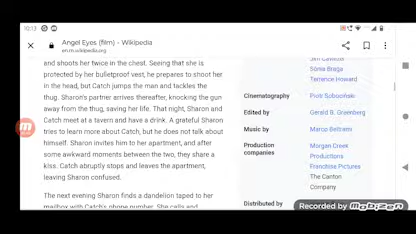 10:13
Angel Eyes (film) - Wikipedia
en.m.wikipedia.org
and shoots her twice in the chest. Seeing that she is
protected by her bulletproof vest, he prepares to shoot
her in the head, but Catch jumps the man and tackles
the thug. Sharon's partner arrives thereafter, knocking the gun
away from the thug, saving her life. That night, Sharon and
Catch meet at a tavern and have a drink. A grateful Sharon
tries to learn more about Catch, but he does not talk about
himself. Sharon invites him to her apartment, and after
some awkward moments between the two, they share a
kiss. Catch abruptly stops and leaves the apartment,
leaving Sharon confused.
The next evening Sharon finds a dandelion taped to her
mailbox with Catch's phone number. She calls and
Jim Caviezel
Sonia Braga
Terrence Howard
Cinematography Piotr Sobociński
Edited by Gerald B. Greenberg
Music by Marco Beltrami
Production companies Morgan Creek
Productions
Franchise Pictures
The Canton
Company
Distributed by
Recorded by mobizen